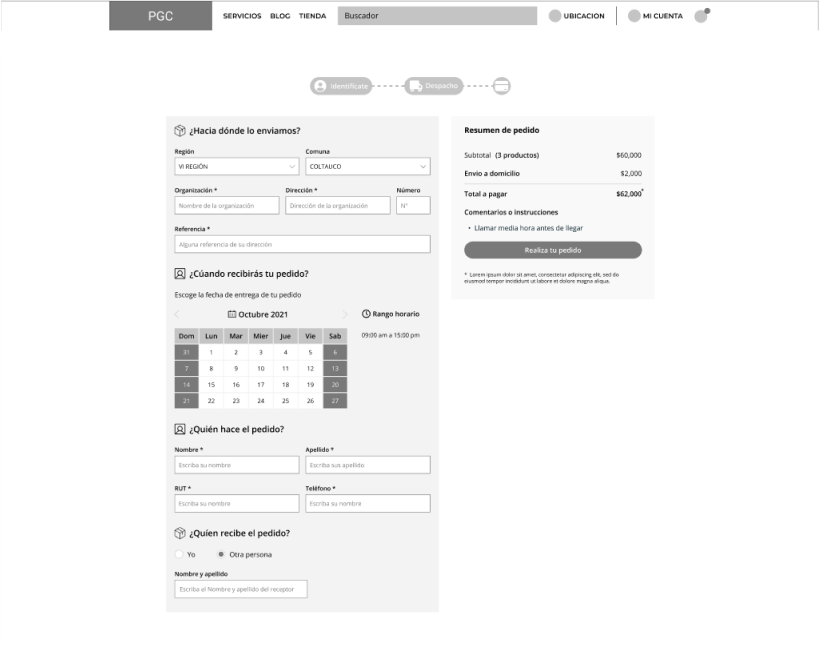 PGC
SERVICIOS BLOG TIENDA Buscador UBICACION MI CUENTA
Identifícate Despacho
¿Hacia dónde lo enviamos?
Región Comuna
VI REGIÓN COLTAUCO
Organización * Dirección * Número
Nombre de la organización Dirección de la organización N°
Referencia *
Alguna referencia de su dirección
¿Cúando recibirás tu pedido?
Escoge la fecha de entrega de tu pedido
Octubre 2021 Rango horario
Dom Lun Mar Mier Jue Vie Sab 09:00 am a 15:00 pm
31 1 2 3 4 5 6
7 8 9 10 11 12 13
14 15 16 17 18 19 20
21 22 23 24 25 26 27
¿Quién hace el pedido?
Nombre * Apellido *
Escriba su nombre Escriba sus apellido
RUT * Teléfono *
Escriba su nombre Escriba su nombre
¿Quíen recibe el pedido?
Yo Otra persona
Nombre y apellido
Escriba el Nombre y apellido del receptor
Resumen de pedido
Subtotal (3 productos) $60,000
Envio a domicilio $2,000
Total a pagar $62,000*
Comentarios o instrucciones
• Llamar media hora antes de llegar
Realiza tu pedido
* Lorem ipsum dolor sit amet, consectetur adipiscing elit, sed do
eiusmod tempor incididunt ut labore et dolore magna aliqua.